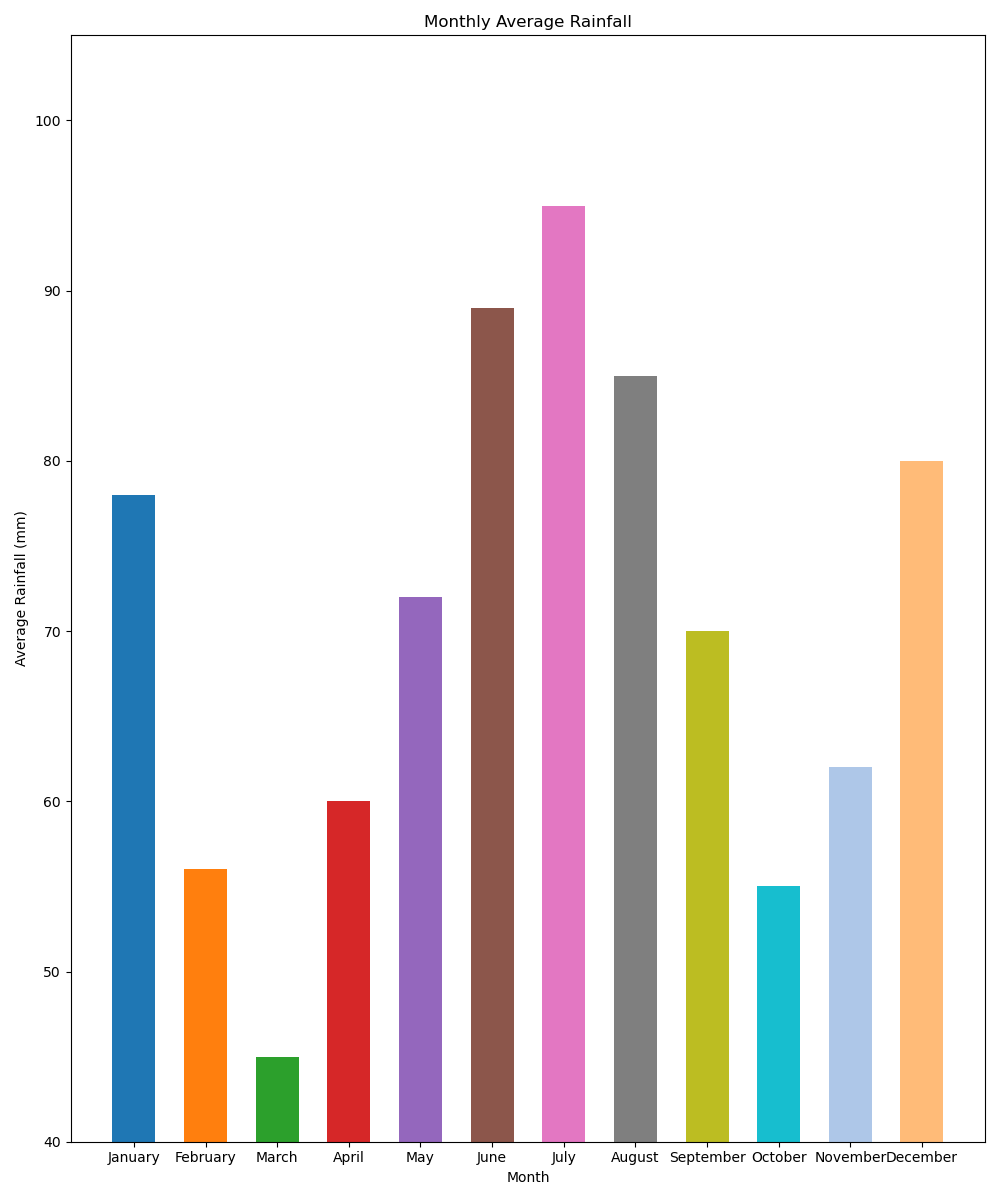 Monthly Average Rainfall
100
90
80
70
60
50
40
Average Rainfall (mm)
January February March April May June July August September October November December
Month